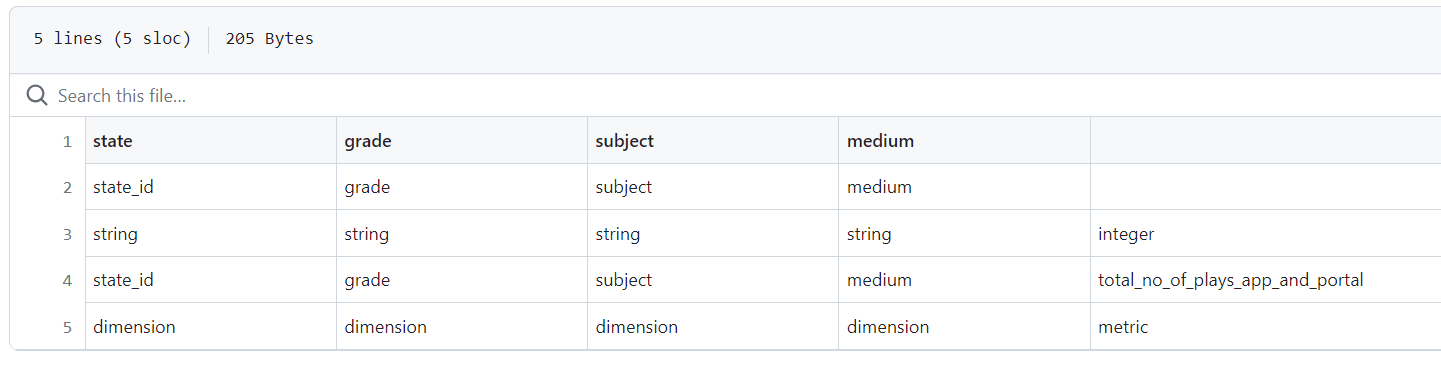 5 lines (5 sloc) 205 Bytes
Search this file...
1 state grade subject medium
2 state_id grade subject medium
3 string string string string integer
4 state_id grade subject medium total_no_of_plays_app_and_portal
5 dimension dimension dimension dimension metric